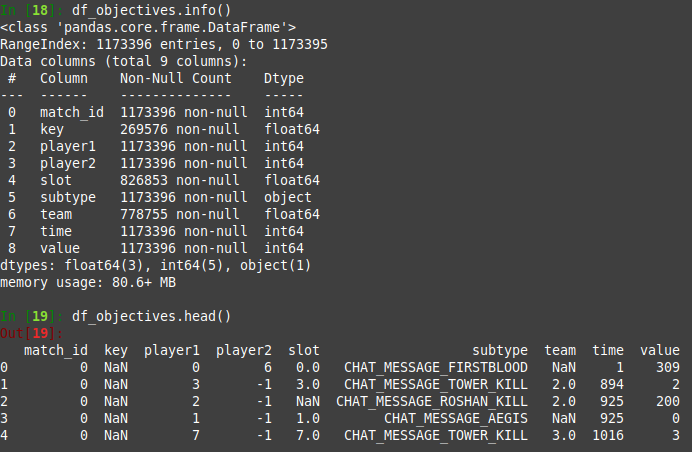 In [18]: df_objectives.info()
<class 'pandas.core.frame.DataFrame'>
RangeIndex: 1173396 entries, 0 to 1173395
Data columns (total 9 columns):
 #   Column    Non-Null Count    Dtype
---  ------    --------------    -----
 0   match_id  1173396 non-null  int64
 1   key       269576 non-null   float64
 2   player1   1173396 non-null  int64
 3   player2   1173396 non-null  int64
 4   slot      826853 non-null   float64
 5   subtype   1173396 non-null  object
 6   team      778755 non-null   float64
 7   time      1173396 non-null  int64
 8   value     1173396 non-null  int64
dtypes: float64(3), int64(5), object(1)
memory usage: 80.6+ MB
In [19]: df_objectives.head()
Out[19]:
   match_id  key  player1  player2  slot                   subtype  team  time  value
0         0  NaN        0        6   0.0   CHAT_MESSAGE_FIRSTBLOOD   NaN     1    309
1         0  NaN        3       -1   3.0   CHAT_MESSAGE_TOWER_KILL   2.0   894      2
2         0  NaN        2       -1   NaN  CHAT_MESSAGE_ROSHAN_KILL   2.0   925    200
3         0  NaN        1       -1   1.0        CHAT_MESSAGE_AEGIS   NaN   925      0
4         0  NaN        7       -1   7.0   CHAT_MESSAGE_TOWER_KILL   3.0  1016      3